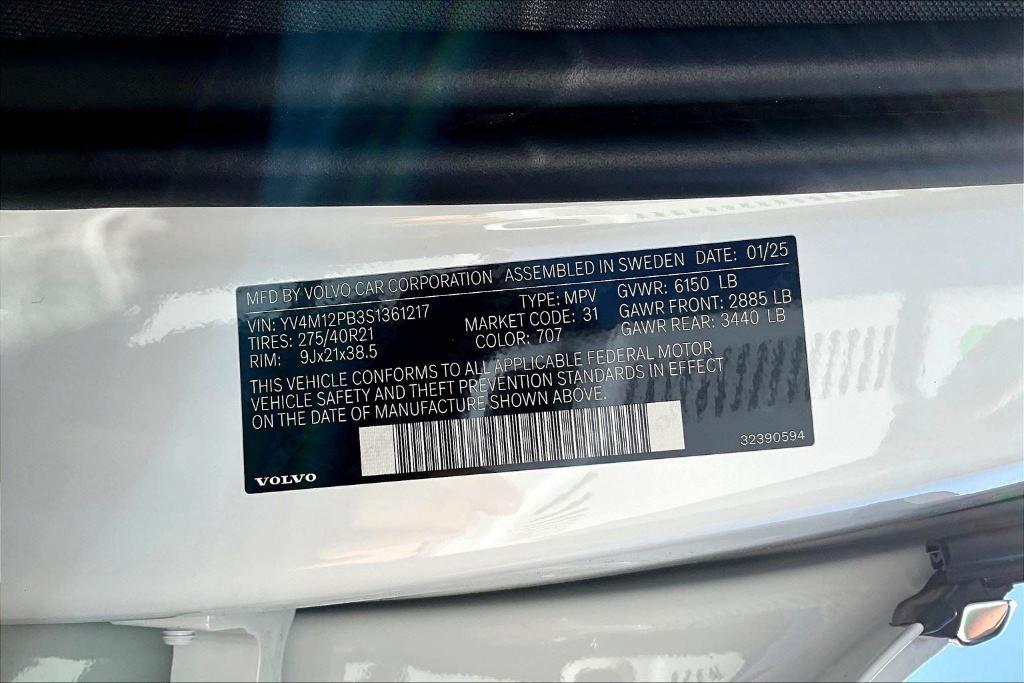 MFD BY VOLVO CAR CORPORATION ASSEMBLED IN SWEDEN DATE: 01/25
VIN: YV4M12PB3S1361217 TYPE: MPV GVWR: 6150 LB
TIRES: 275/40R21 MARKET CODE: 31 GAWR FRONT: 2885 LB
RIM: 9Jx21x38.5 COLOR: 707 GAWR REAR: 3440 LB
THIS VEHICLE CONFORMS TO ALL APPLICABLE FEDERAL MOTOR
VEHICLE SAFETY AND THEFT PREVENTION STANDARDS IN EFFECT
ON THE DATE OF MANUFACTURE SHOWN ABOVE.
32390594
VOLVO